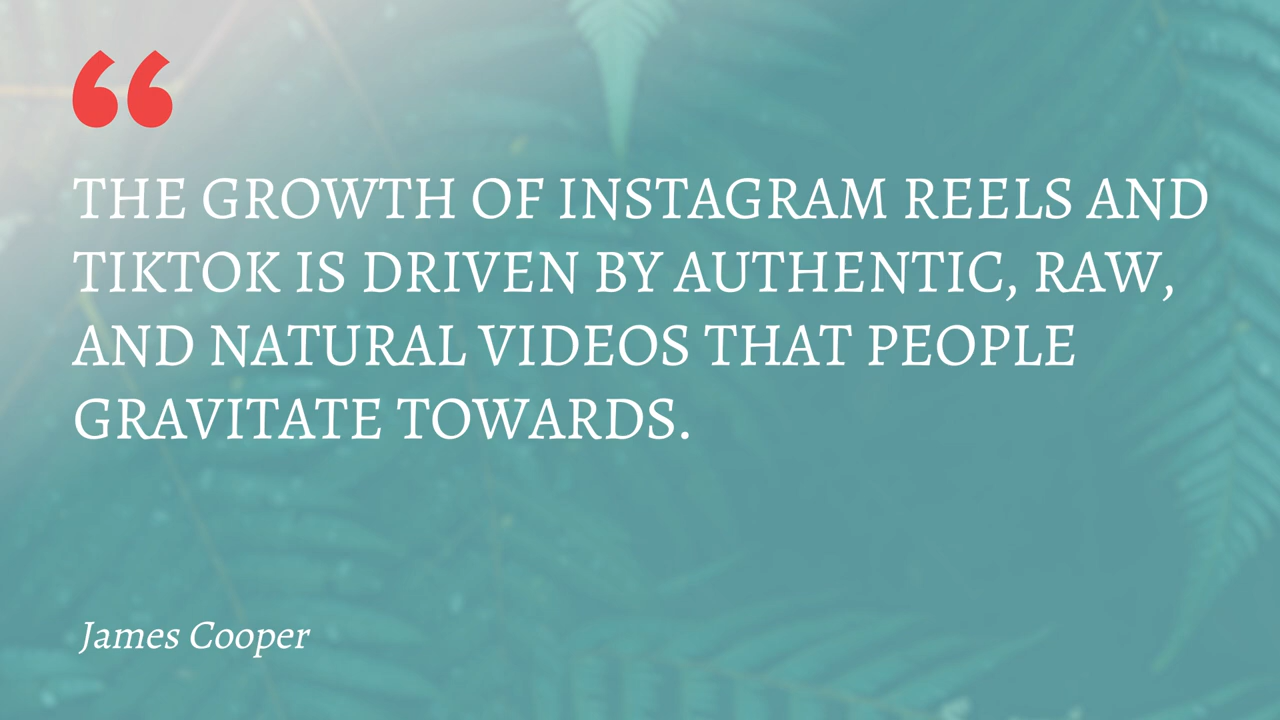 “
THE GROWTH OF INSTAGRAM REELS AND
TIKTOK IS DRIVEN BY AUTHENTIC, RAW,
AND NATURAL VIDEOS THAT PEOPLE
GRAVITATE TOWARDS.
James Cooper